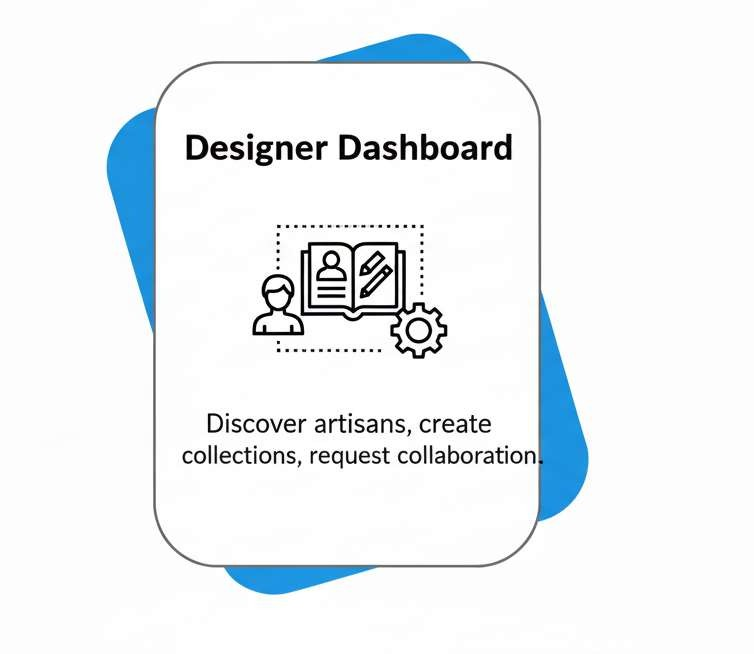 Designer Dashboard
Discover artisans, create
collections, request collaboration.